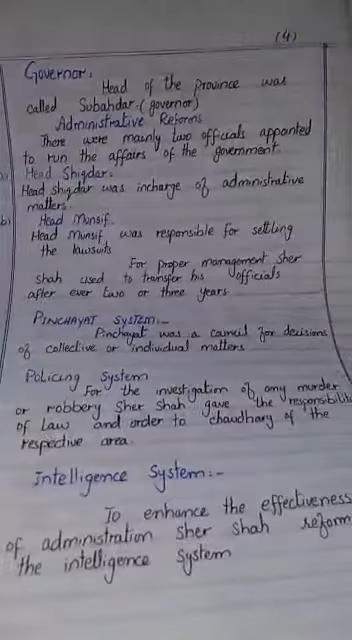 (4)
Governor:
Head of the province was
called Subahdar.(governor)
Administrative Reforms
There were mainly two officials appointed
to run the affairs of the government.
a) Head Shiqdar:
Head shiqdar was incharge of administrative
matters.
b) Head Munsif.
Head Munsif was responsible for settling
the lawsuits
For proper management Sher
Shah used to transfer his officials
after ever two or three years
PINCHAYAT SYSTEM:-
Pinchayat was a council for decisions
of collective or individual matters
Policing System
For the investigation of any murder
or robbery Sher Shah gave the responsibilit
of Law and order to chaudhary of the
respective area.
Intelligence System:-
To enhance the effectiveness
of administration Sher Shah reform
the intelligence System